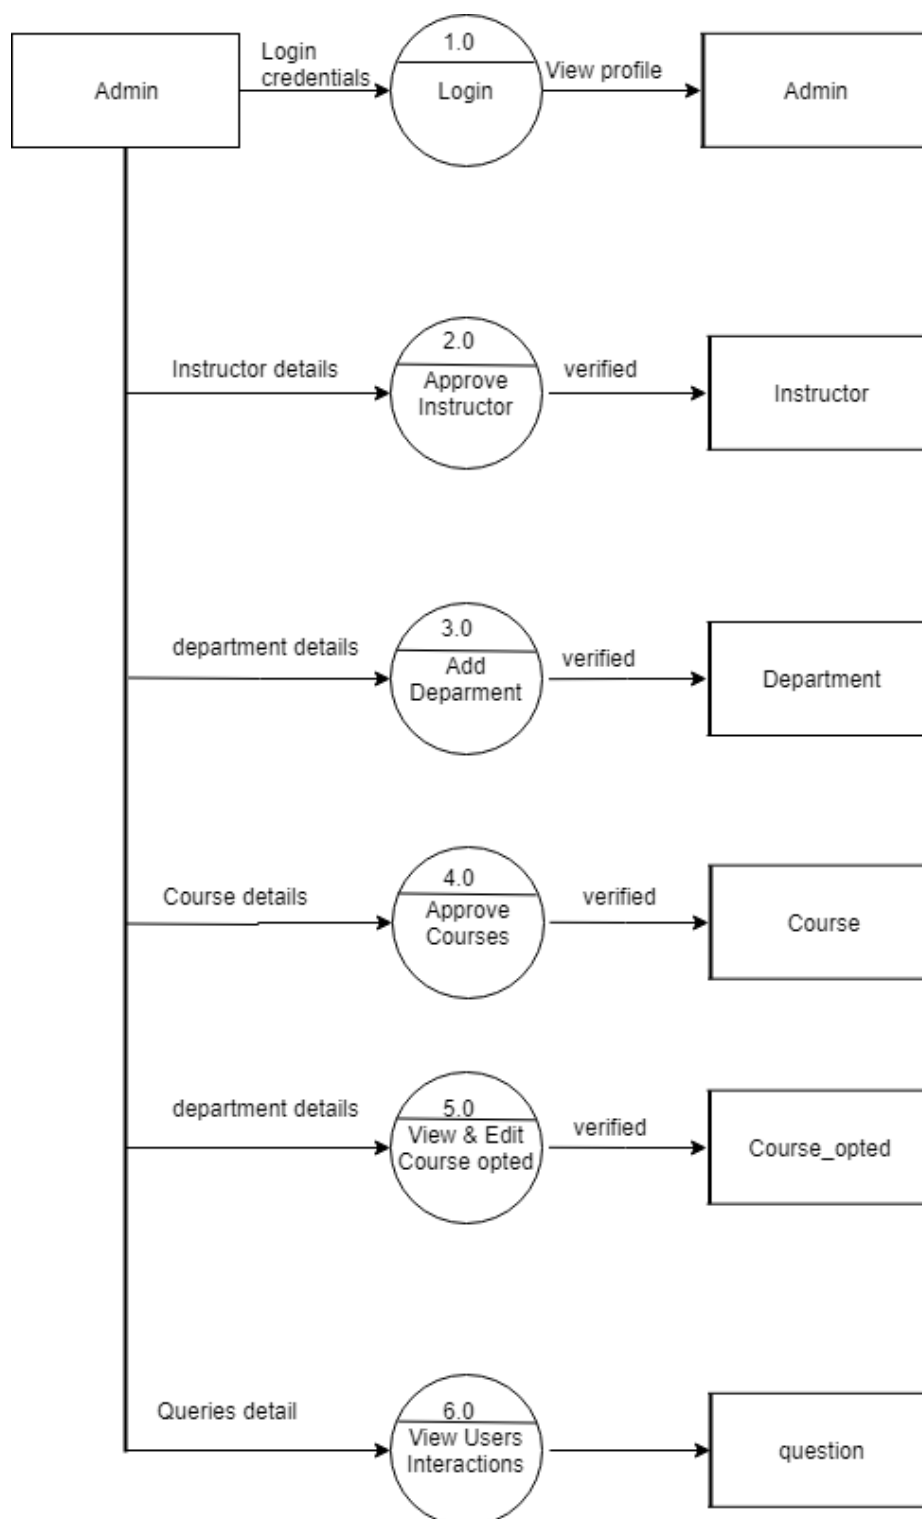 Login
credentials
1.0
Admin
Login
View profile
Admin
2.0
Instructor details
Approve
Instructor
verified
Instructor
3.0
department details
Add
Deparment
verified
Department
4.0
Course details
Approve
Courses
verified
Course
5.0
department details
View & Edit
Course opted
verified
Course_opted
6.0
Queries detail
View Users
Interactions
question